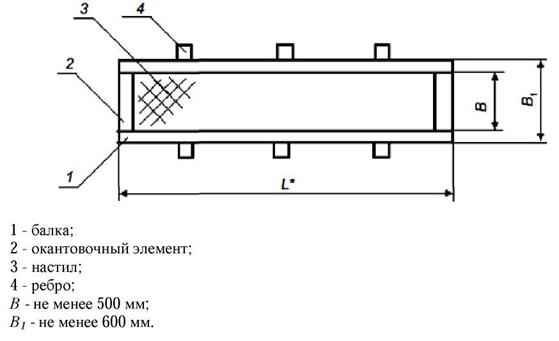 3
4
2
B
B1
1
L*
1 - балка;
2 - окантовочный элемент;
3 - настил;
4 - ребро;
B - не менее 500 мм;
B1 - не менее 600 мм.